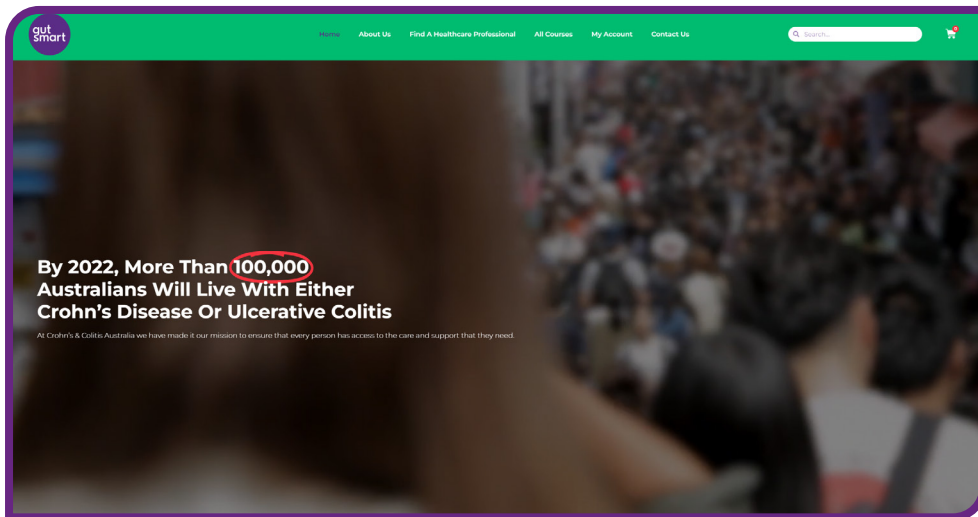 gut
smart
Home About Us Find A Healthcare Professional All Courses My Account Contact Us
Search...
0
By 2022, More Than 100,000
Australians Will Live With Either
Crohn's Disease Or Ulcerative Colitis
At Crohn's & Colitis Australia we have made it our mission to ensure that every person has access to the care and support that they need.